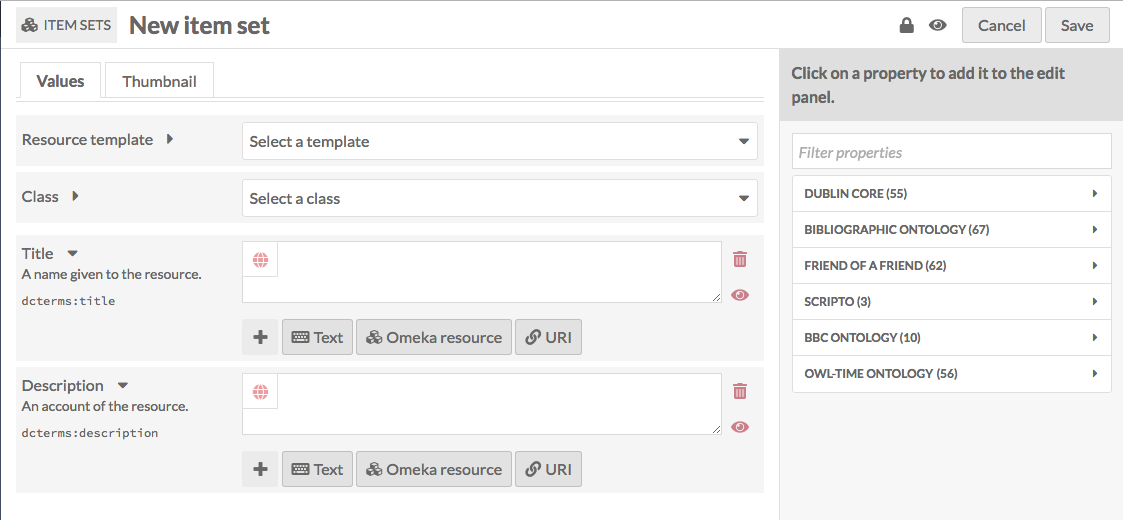 ITEM SETS New item set Cancel Save
Values Thumbnail
Click on a property to add it to the edit
panel.
Resource template Select a template
Class Select a class
Title
A name given to the resource.
dcterms:title
Text Omeka resource URI
Description
An account of the resource.
dcterms:description
Text Omeka resource URI
Filter properties
DUBLIN CORE (55)
BIBLIOGRAPHIC ONTOLOGY (67)
FRIEND OF A FRIEND (62)
SCRIPTO (3)
BBC ONTOLOGY (10)
OWL-TIME ONTOLOGY (56)